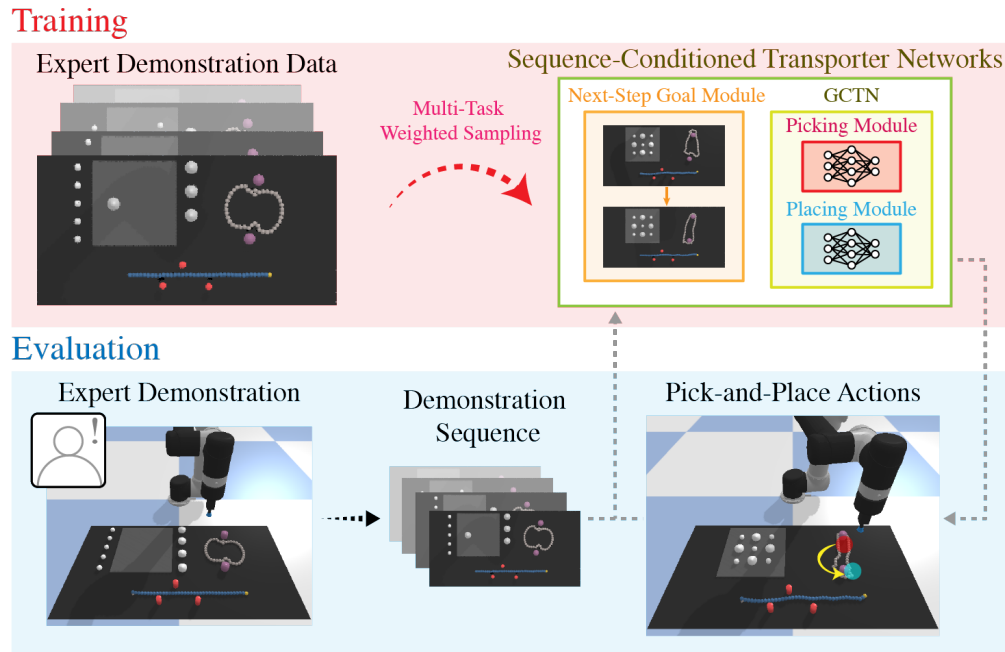 Training
Expert Demonstration Data
Multi-Task
Weighted Sampling
Sequence-Conditioned Transporter Networks
Next-Step Goal Module
GCTN
Picking Module
Placing Module
Evaluation
Expert Demonstration
!
Demonstration
Sequence
Pick-and-Place Actions